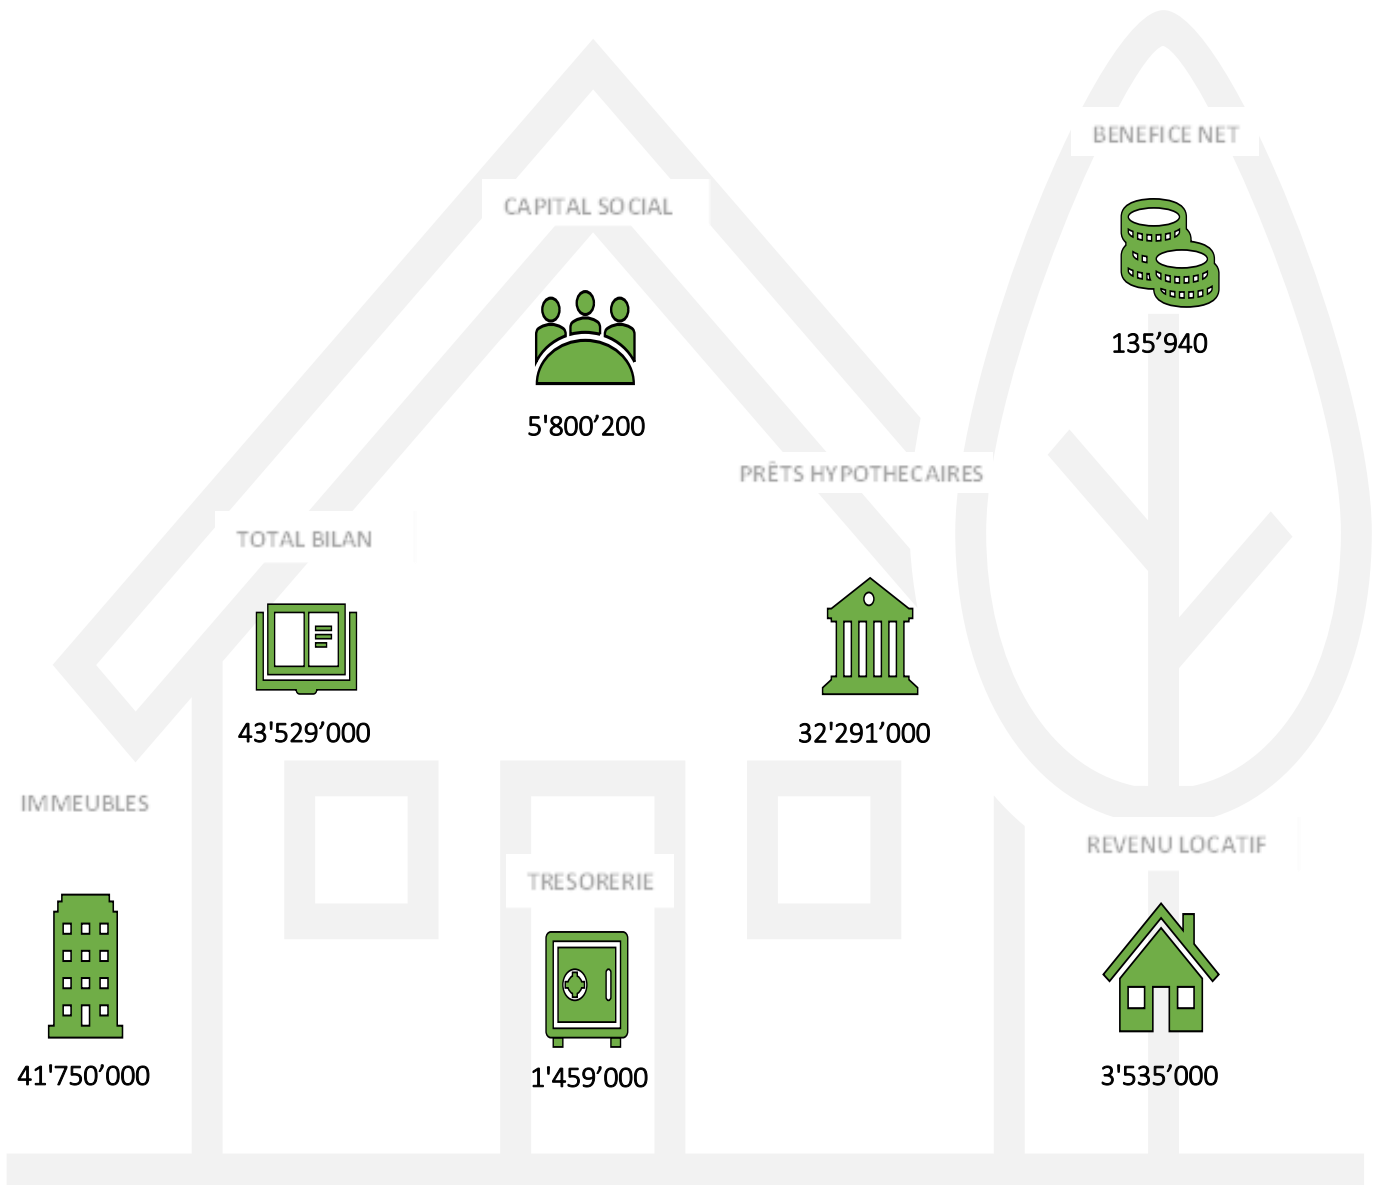 BENEFICE NET
135’940
CAPITAL SOCIAL
5'800’200
PRÊTS HYPOTHECAIRES
32'291’000
TOTAL BILAN
43'529’000
IMMEUBLES
41'750’000
TRESORERIE
1'459’000
REVENU LOCATIF
3'535’000